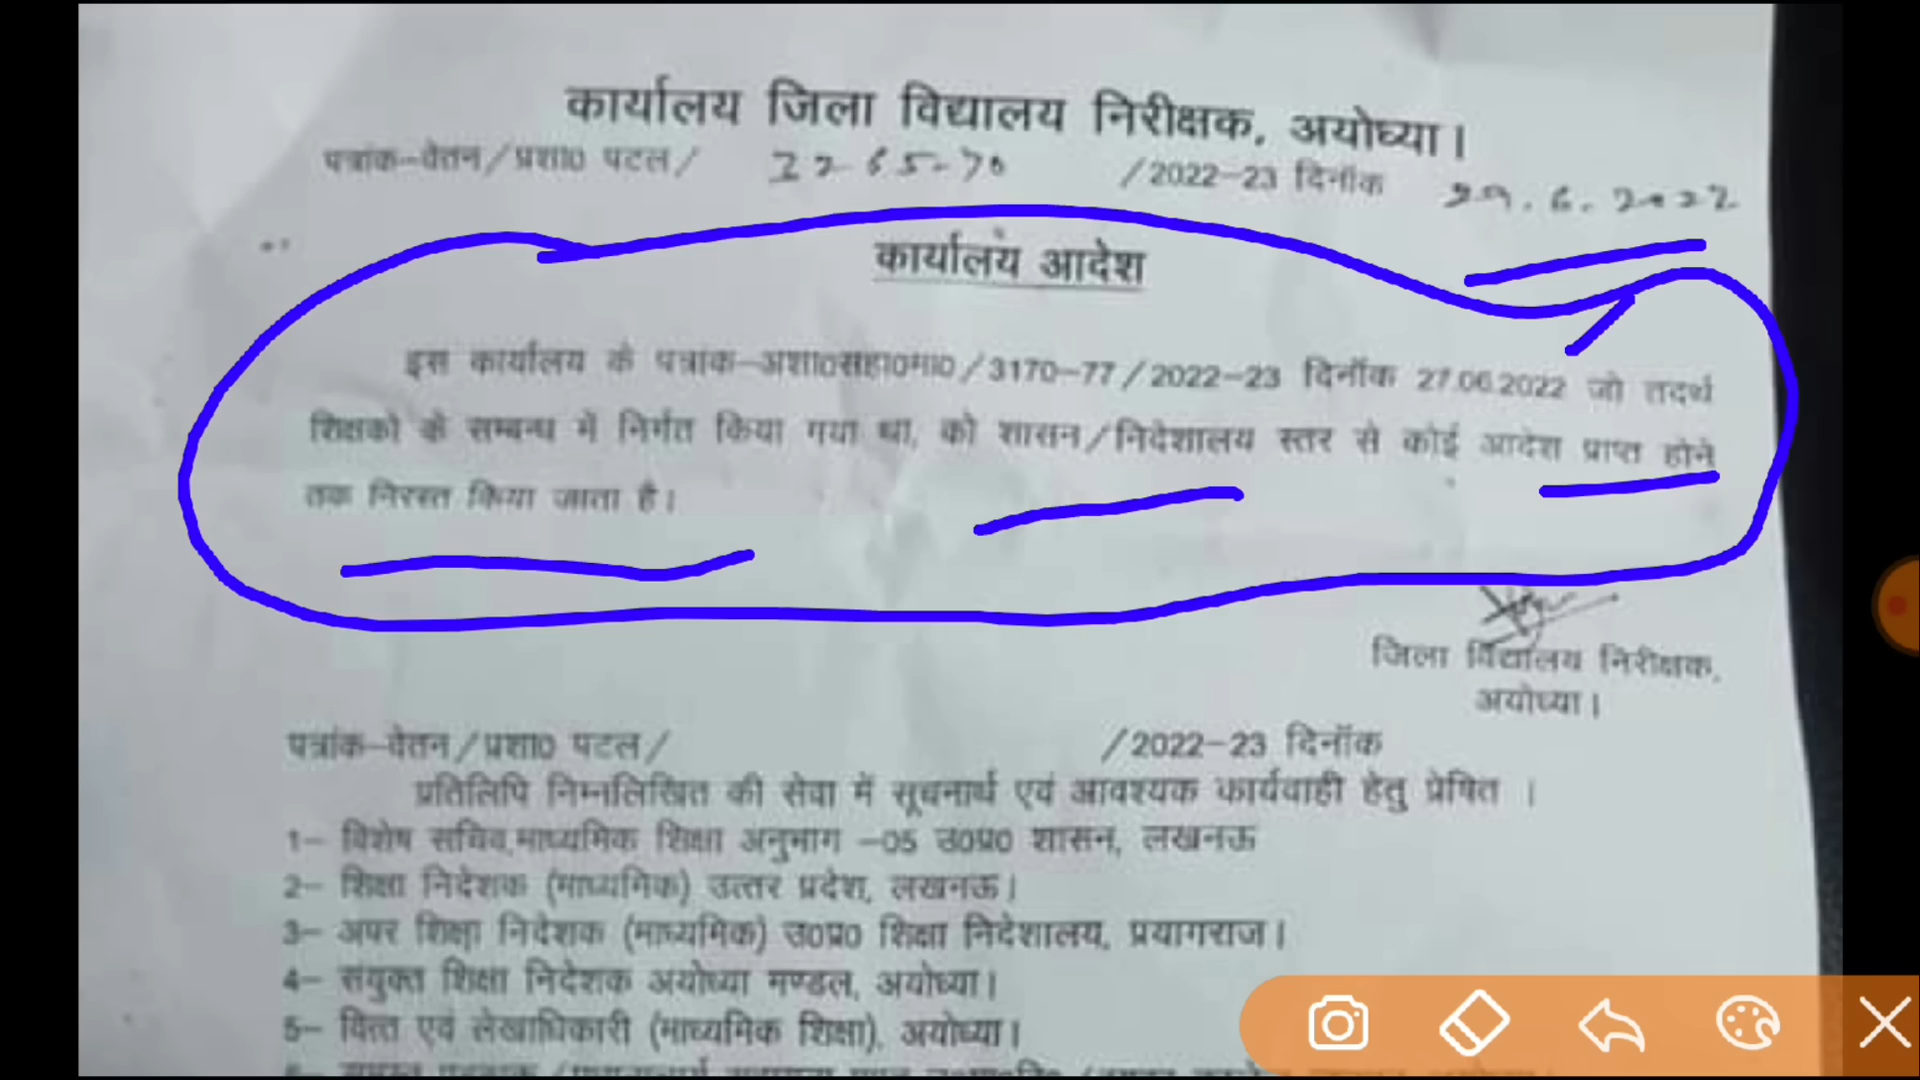 कार्यालय जिला विद्यालय निरीक्षक, अयोध्या।
पत्रांक–वेतन/प्रशा0 पटल/ /2022–23 दिनॉक 29.6.2022
कार्यालय आदेश
इस कार्यालय के पत्रांक–अशा0सहा0मा0/3170–77/2022–23 दिनॉक 27.06.2022 जो तदर्थ
शिक्षको के सम्बन्ध में निर्गत किया गया था, को शासन/निदेशालय स्तर से कोई आदेश प्राप्त होने
तक निरस्त किया जाता है।
जिला विद्यालय निरीक्षक,
अयोध्या।
पत्रांक–वेतन/प्रशा0 पटल/ /2022–23 दिनॉक
प्रतिलिपि निम्नलिखित की सेवा में सूचनार्थ एवं आवश्यक कार्यवाही हेतु प्रेषित ।
1– विशेष सचिव,माध्यमिक शिक्षा अनुभाग –05 उ0प्र0 शासन, लखनऊ
2– शिक्षा निदेशक (माध्यमिक) उत्तर प्रदेश, लखनऊ।
3– अपर शिक्षा निदेशक (माध्यमिक) उ0प्र0 शिक्षा निदेशालय, प्रयागराज।
4– संयुक्त शिक्षा निदेशक अयोध्या मण्डल, अयोध्या।
5– वित्त एवं लेखाधिकारी (माध्यमिक शिक्षा), अयोध्या।